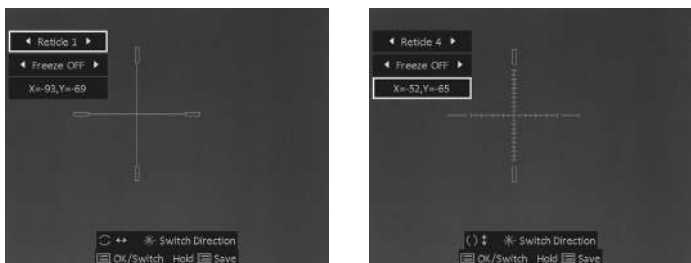 ◄ Reticle 1 ►
◄ Freeze OFF ►
X=-93,Y=-69
↔ Switch Direction
OK/Switch Hold Save
◄ Reticle 4 ►
◄ Freeze OFF ►
X=-52,Y=-65
↕ Switch Direction
OK/Switch Hold Save